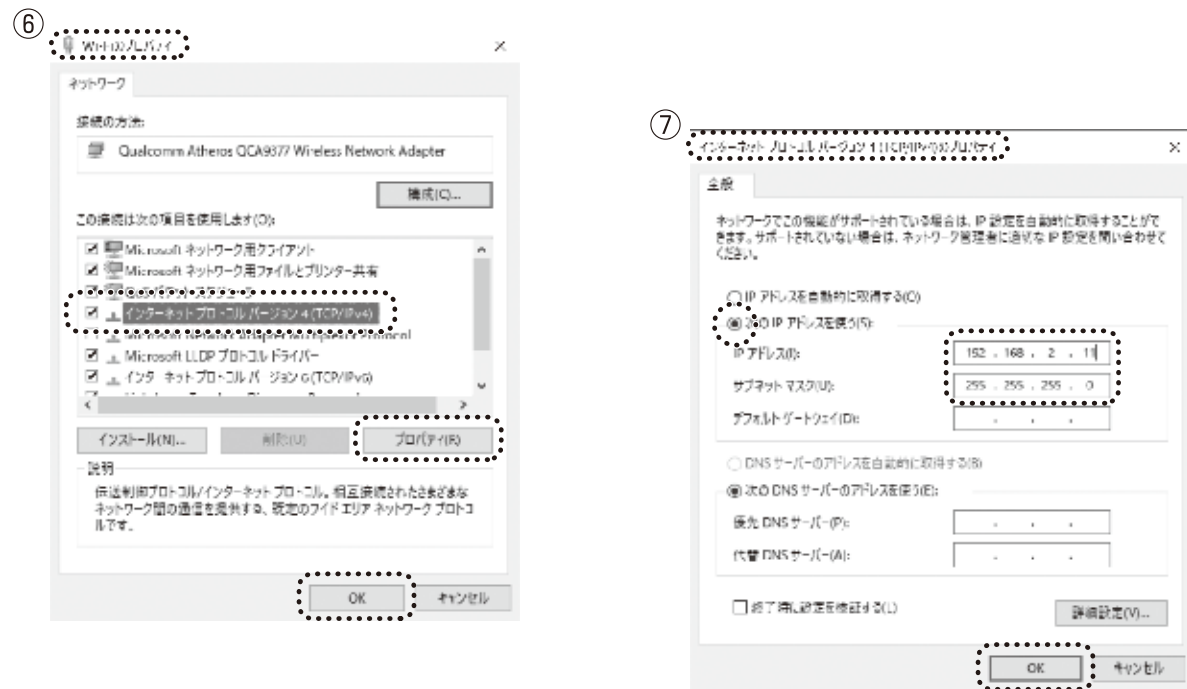 ⑥
Wi-Fiのプロパティ
ネットワーク
接続の方法:
Qualcomm Atheros QCA9377 Wireless Network Adapter
構成(C)...
この接続は次の項目を使用します(O):
Microsoft ネットワーク用クライアント
Microsoft ネットワーク用ファイルとプリンター共有
QoS パケット スケジューラ
インターネット プロトコル バージョン 4 (TCP/IPv4)
Microsoft Network Adapter Multiplexor Protocol
Microsoft LLDP プロトコル ドライバー
インターネット プロトコル バージョン 6 (TCP/IPv6)
インストール(N)...
削除(U)
プロパティ(R)
説明
伝送制御プロトコル/インターネット プロトコル。相互接続されたさまざまな
ネットワーク間の通信を提供する、既定のワイド エリア ネットワーク プロトコ
ルです。
OK
キャンセル
⑦
インターネット プロトコル バージョン 4 (TCP/IPv4)のプロパティ
全般
ネットワークでこの機能がサポートされている場合は、IP 設定を自動的に取得することがで
きます。サポートされていない場合は、ネットワーク管理者に適切な IP 設定を問い合わせて
ください。
IP アドレスを自動的に取得する(O)
次の IP アドレスを使う(S):
IP アドレス(I):
192 . 168 . 2 . 11
サブネット マスク(U):
255 . 255 . 255 . 0
デフォルト ゲートウェイ(D):
. . .
DNS サーバーのアドレスを自動的に取得する(B)
次の DNS サーバーのアドレスを使う(E):
優先 DNS サーバー(P):
. . .
代替 DNS サーバー(A):
. . .
終了時に設定を検証する(L)
詳細設定(V)...
OK
キャンセル